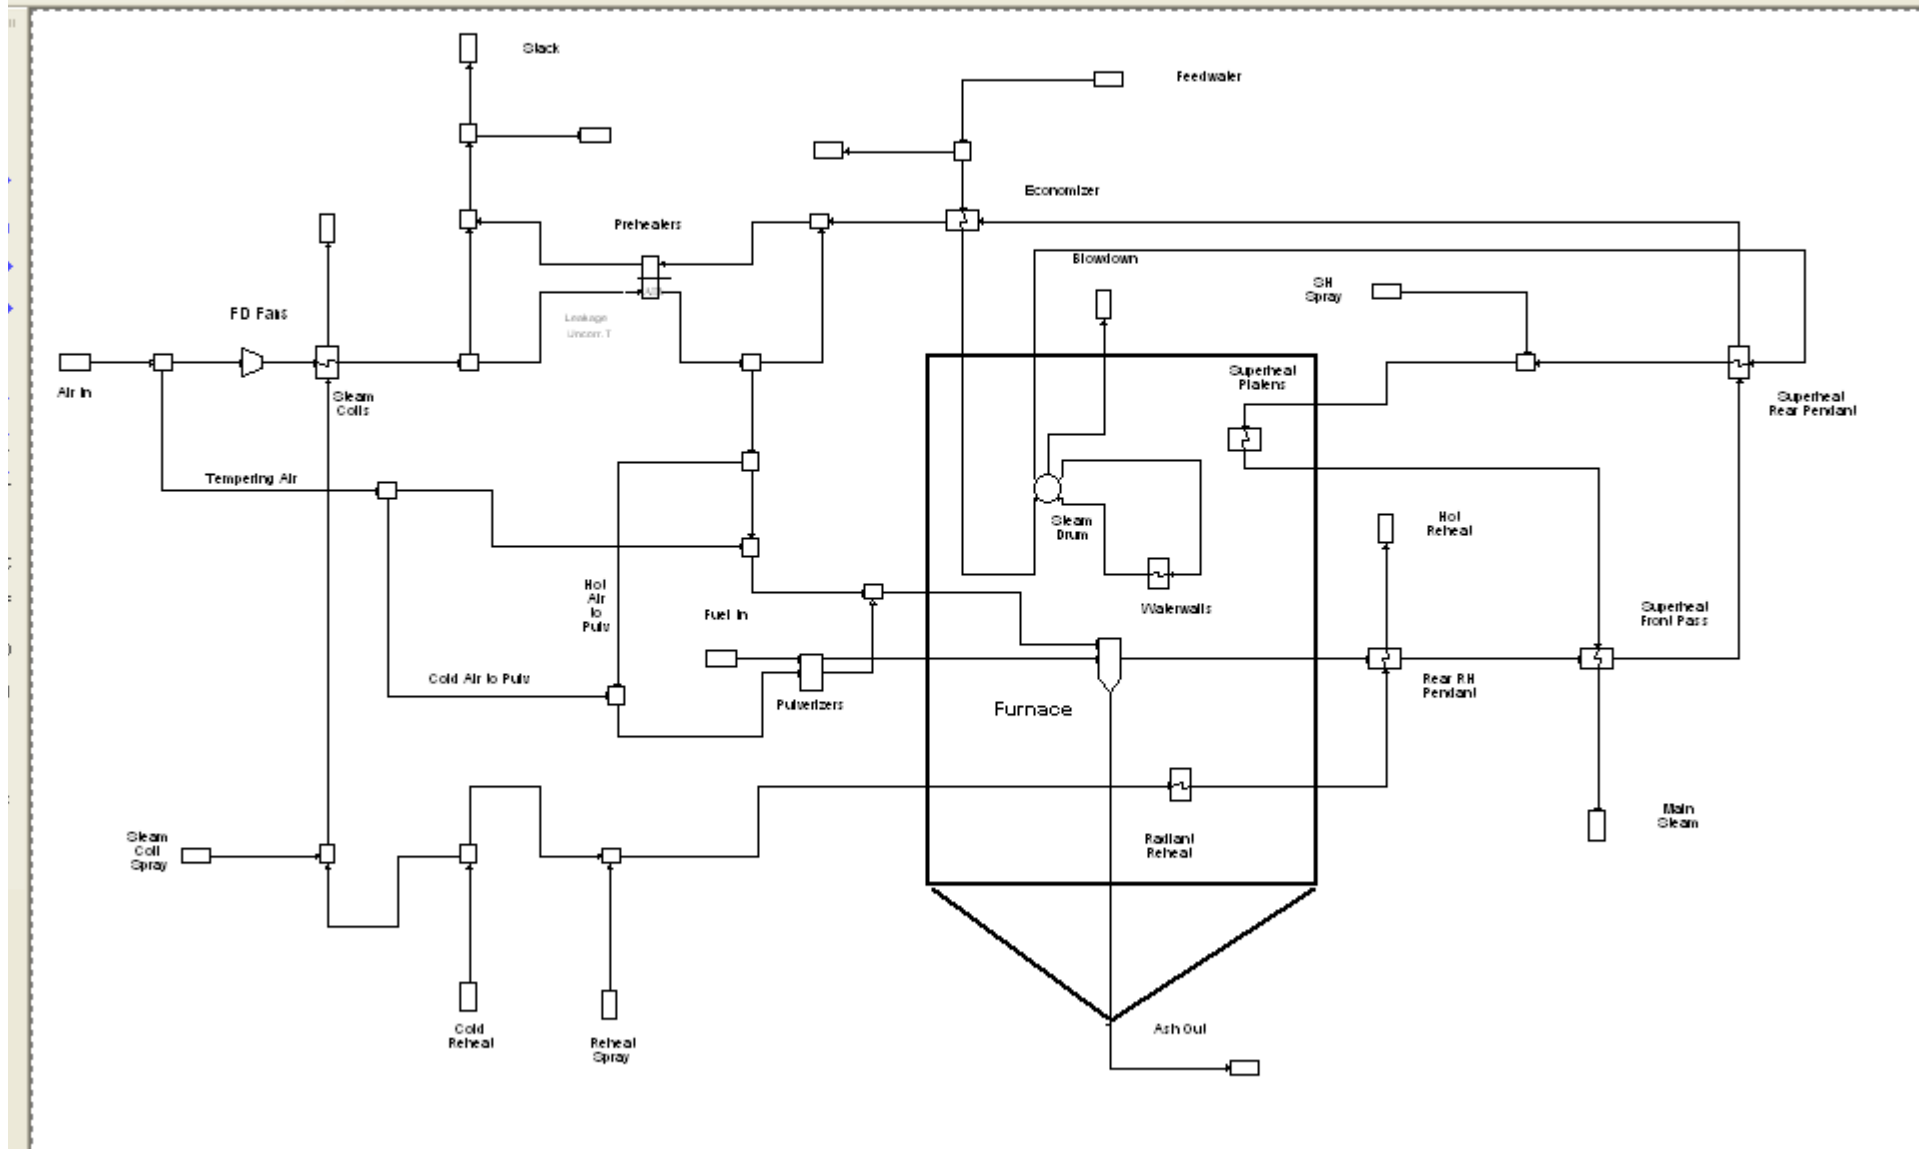 Stack
Feedwater
Economizer
Preheaters
Blowdown
SH
Spray
FD Fans
Leakage
Uncorr. T
Superheat
Platens
Air In
Steam
Coils
Superheat
Rear Pendant
Tempering Air
Steam
Drum
Hot
Reheat
Hot
Air
to
Pulv
Fuel In
Waterwalls
Superheat
Front Pass
Cold Air to Pulv
Pulverizers
Furnace
Rear RH
Pendant
Steam
Coil
Spray
Radiant
Reheat
Main
Steam
Cold
Reheat
Reheat
Spray
Ash Out